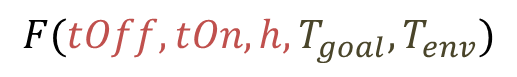 F(tOff, tOn, h, T_goal, T_env)